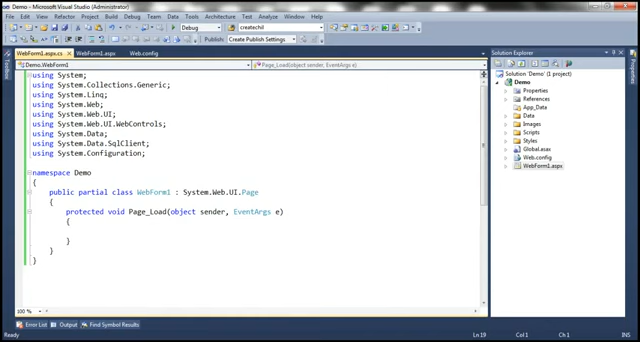 Demo - Microsoft Visual Studio (Administrator)
File Edit View Refactor Project Build Debug Team Data Tools Architecture Test Analyze Window Help
Debug createchil
Publish: Create Publish Settings
WebForm1.aspx.cs WebForm1.aspx Web.config
Demo.WebForm1 Page_Load(object sender, EventArgs e)
using System;
using System.Collections.Generic;
using System.Linq;
using System.Web;
using System.Web.UI;
using System.Web.UI.WebControls;
using System.Data;
using System.Data.SqlClient;
using System.Configuration;
namespace Demo
{
public partial class WebForm1 : System.Web.UI.Page
{
protected void Page_Load(object sender, EventArgs e)
{
}
}
}
100 %
Error List Output Find Symbol Results
Ready Ln 19 Col 1 Ch 1 INS
Toolbox
Solution Explorer
Solution 'Demo' (1 project)
Demo
Properties
References
App_Data
Data
Images
Scripts
Styles
Global.asax
Web.config
WebForm1.aspx
Properties